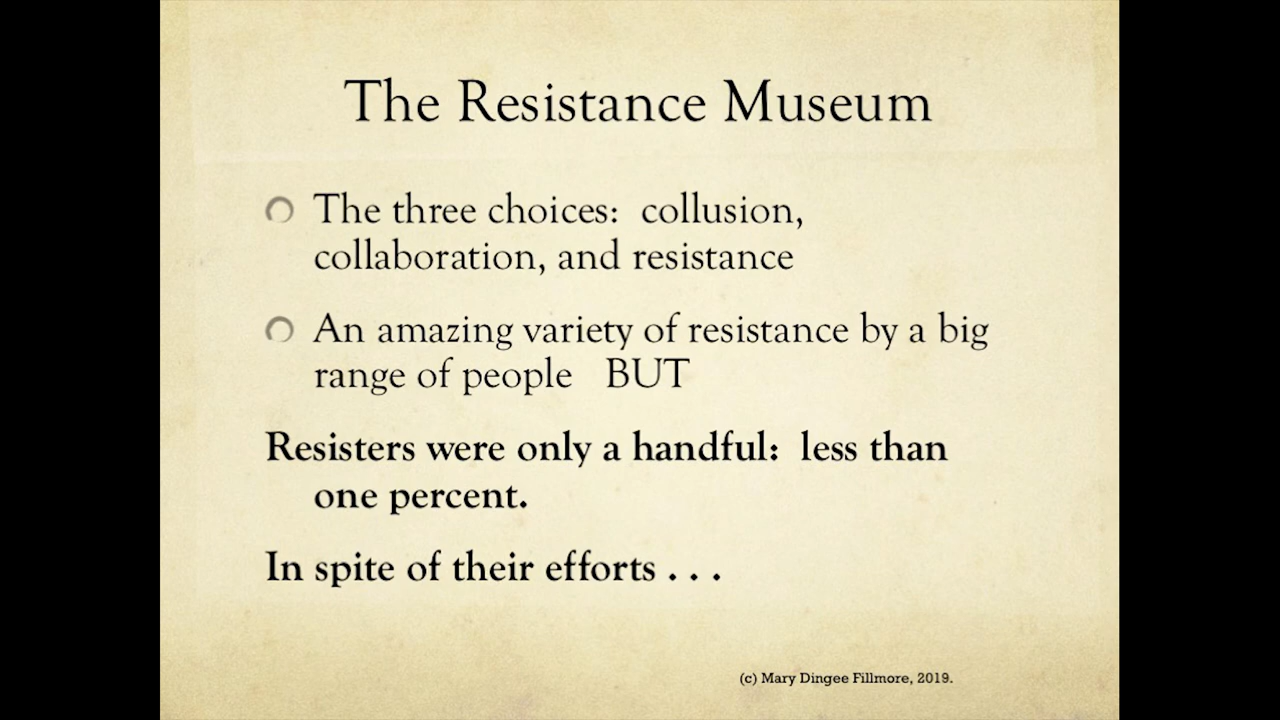 The Resistance Museum
The three choices:  collusion,
collaboration, and resistance
An amazing variety of resistance by a big
range of people   BUT
Resisters were only a handful:  less than
one percent.
In spite of their efforts . . .
(c) Mary Dingee Fillmore, 2019.